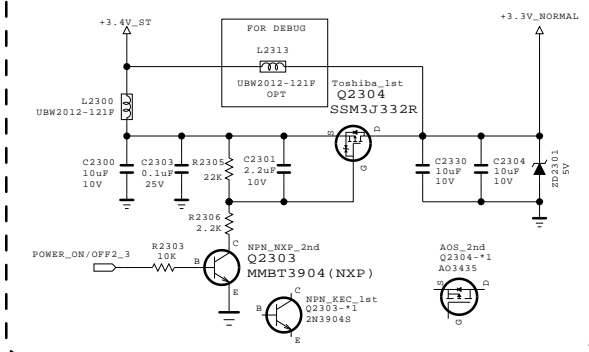 +3.4V_ST
+3.3V_NORMAL
FOR DEBUG
L2313
UBW2012-121F
OPT
L2300
UBW2012-121F
Toshiba_1st
Q2304
SSM3J332R
S
D
G
C2300
10uF
10V
C2303
0.1uF
25V
R2305
22K
C2301
2.2uF
10V
C2330
10uF
10V
C2304
10uF
10V
ZD2301
5V
R2306
2.2K
POWER_ON/OFF2_3
R2303
10K
B
C
E
NPN_NXP_2nd
Q2303
MMBT3904(NXP)
B
C
E
NPN_KEC_1st
Q2303-*1
2N3904S
AOS_2nd
Q2304-*1
AO3435
S
D
G